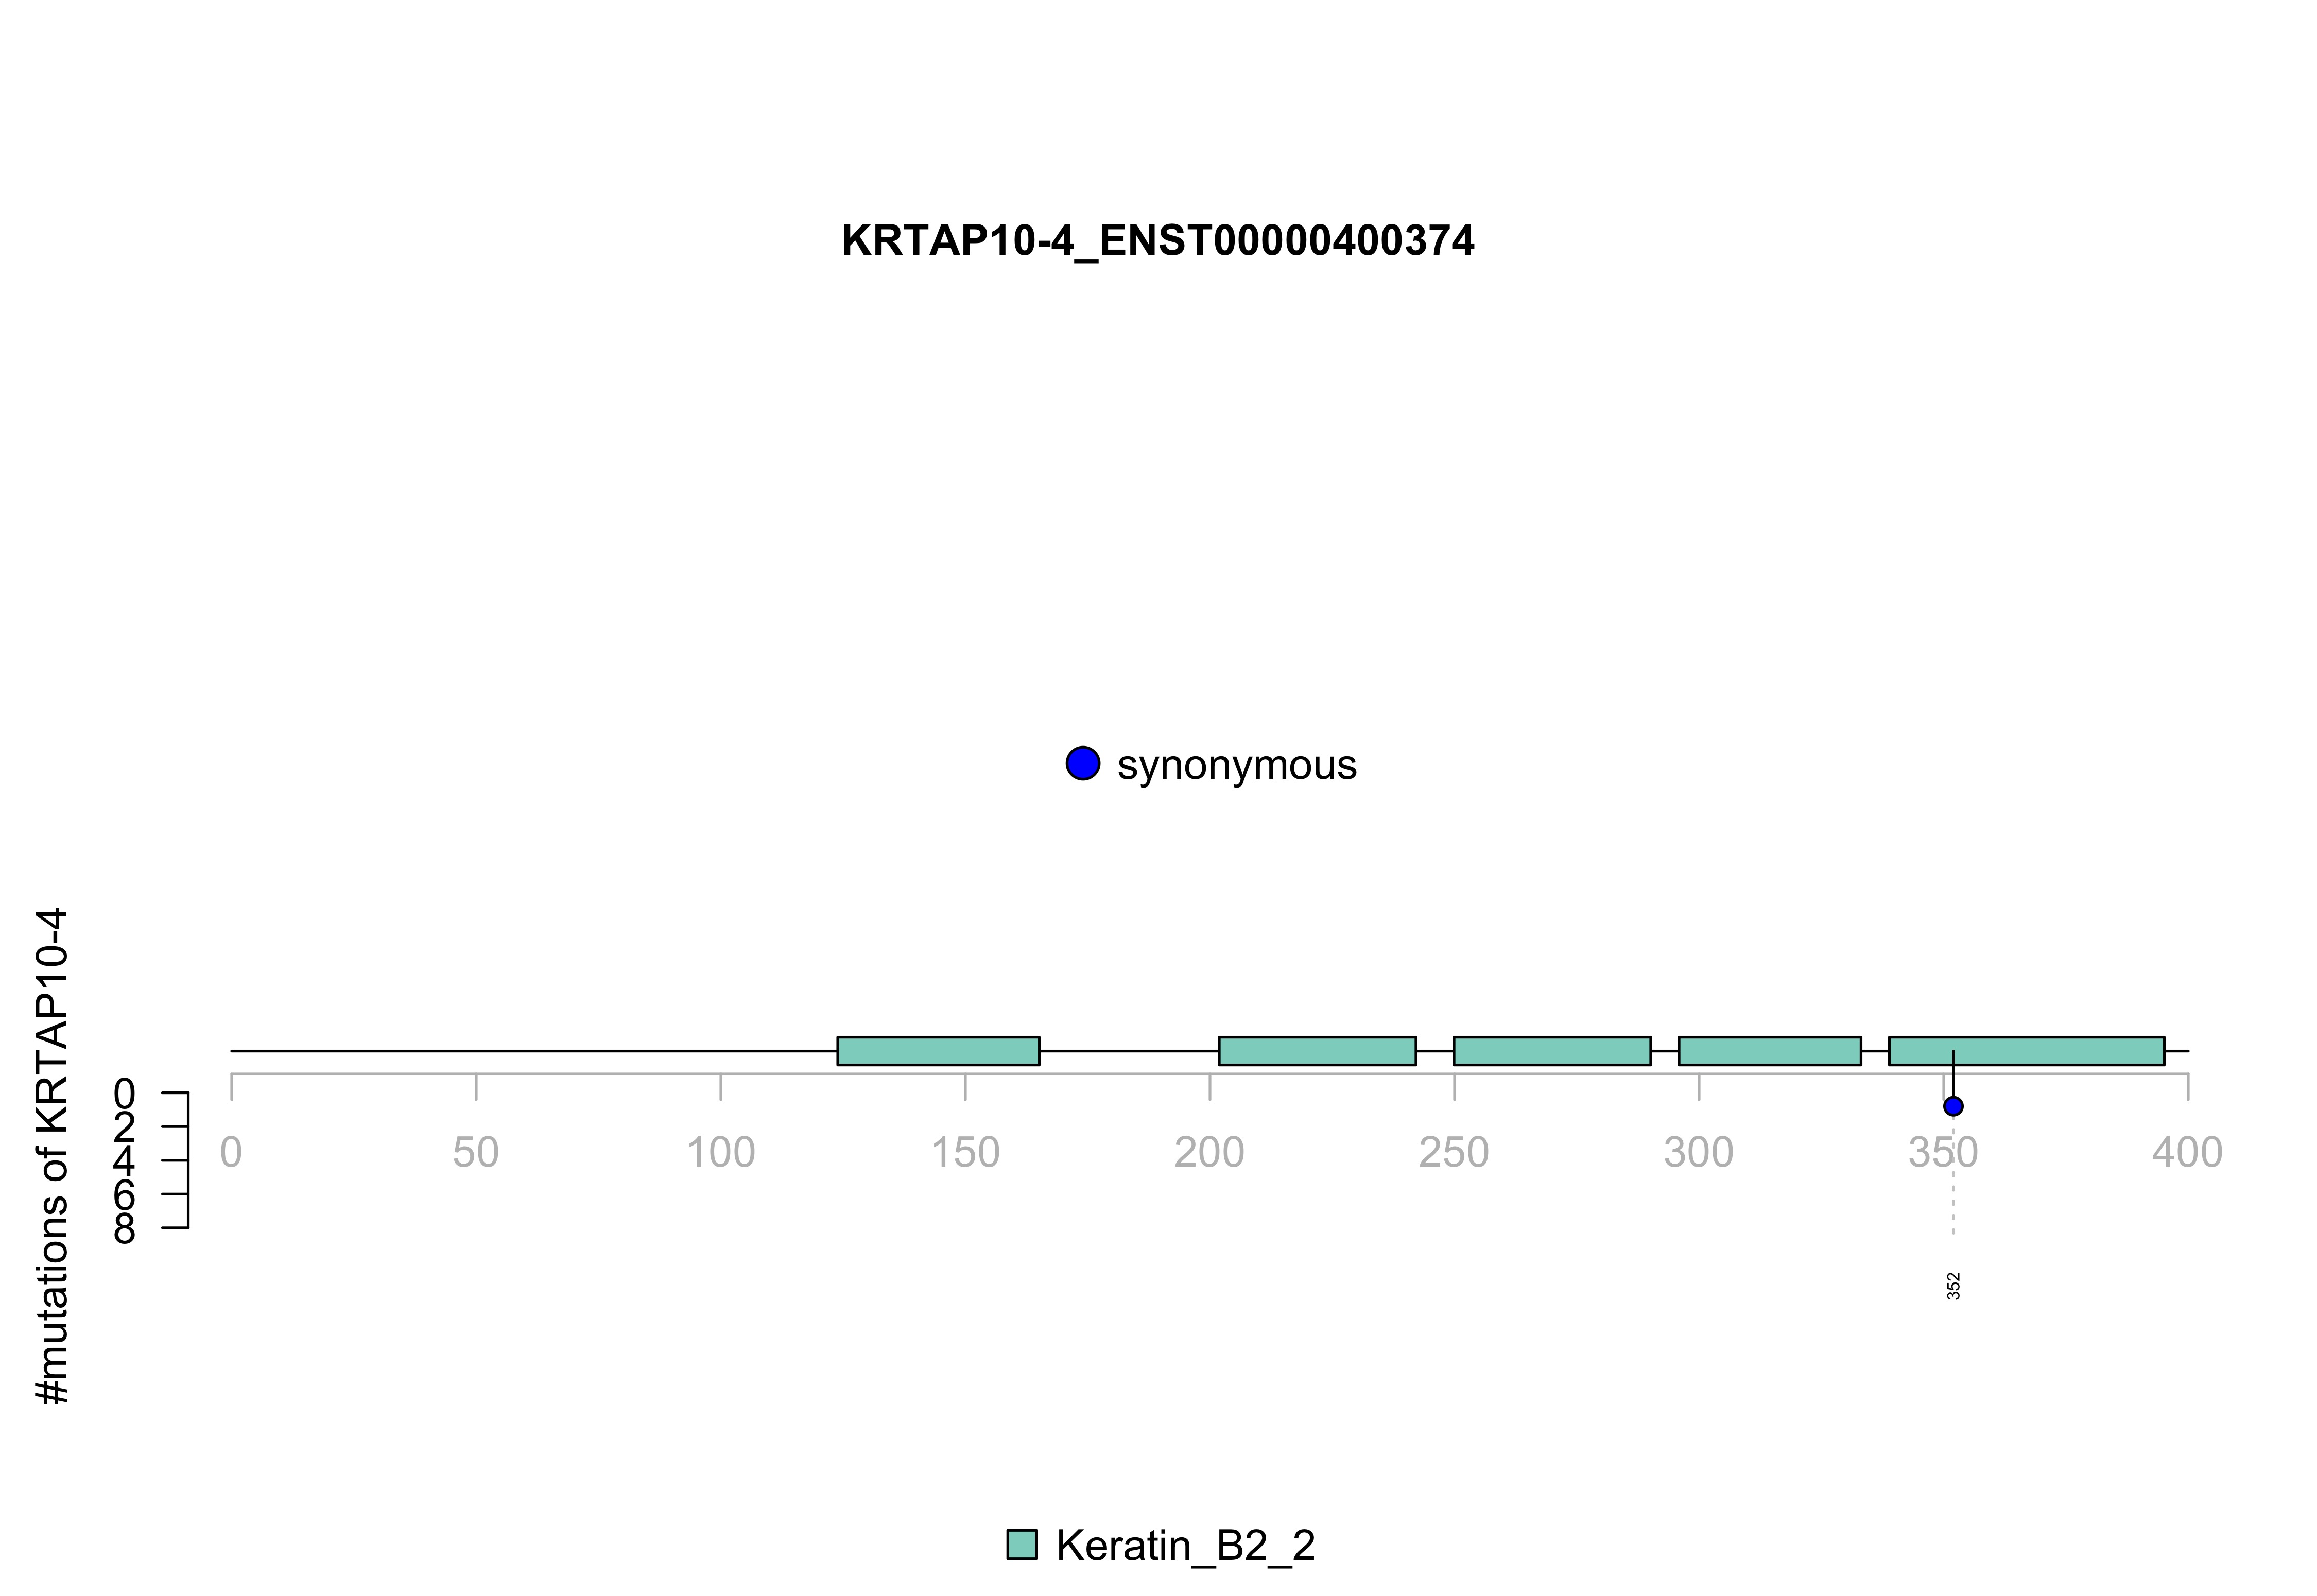 KRTAP10-4_ENST00000400374
synonymous
#mutations of KRTAP10-4
0
2
4
6
8
0 50 100 150 200 250 300 350 400
352
Keratin_B2_2